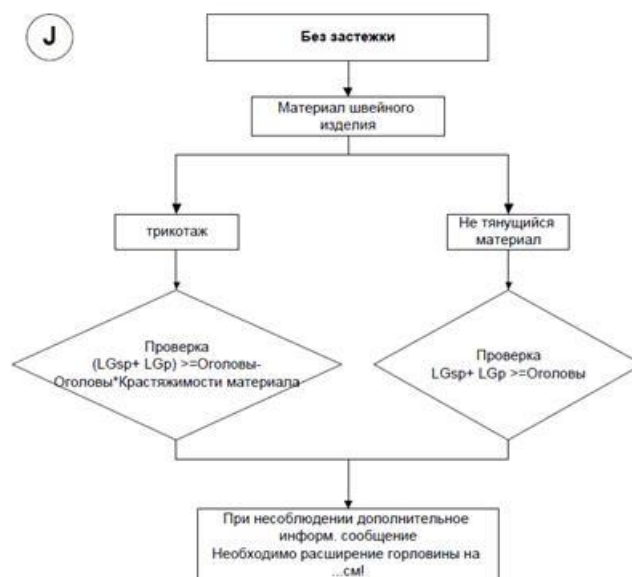 J
Без застежки
Материал швейного
изделия
трикотаж
Не тянущийся
материал
Проверка
(LGsp+ LGp) >=Оголовы-
Оголовы*Крастяжимости материала
Проверка
LGsp+ LGp >=Оголовы
При несоблюдении дополнительное
информ. сообщение
Необходимо расширение горловины на
...см!